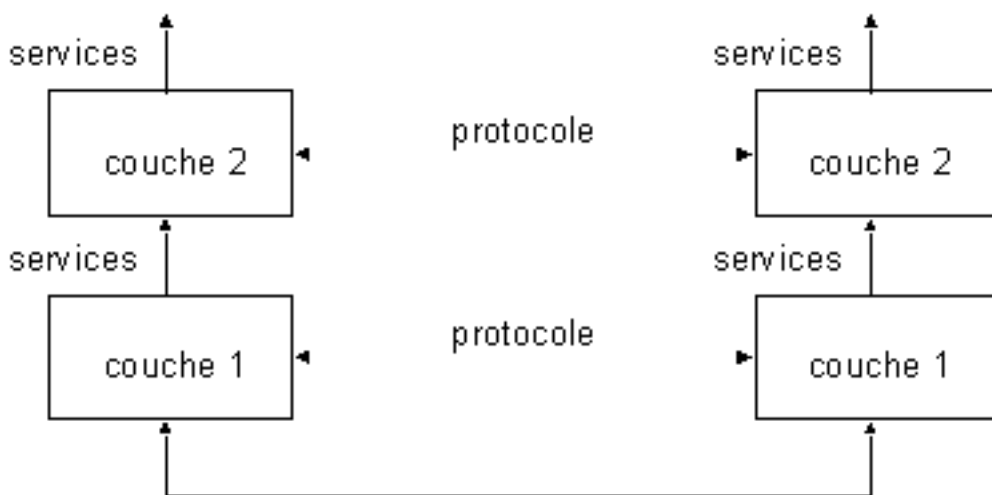 services services
protocole
couche 2 couche 2
services services
protocole
couche 1 couche 1